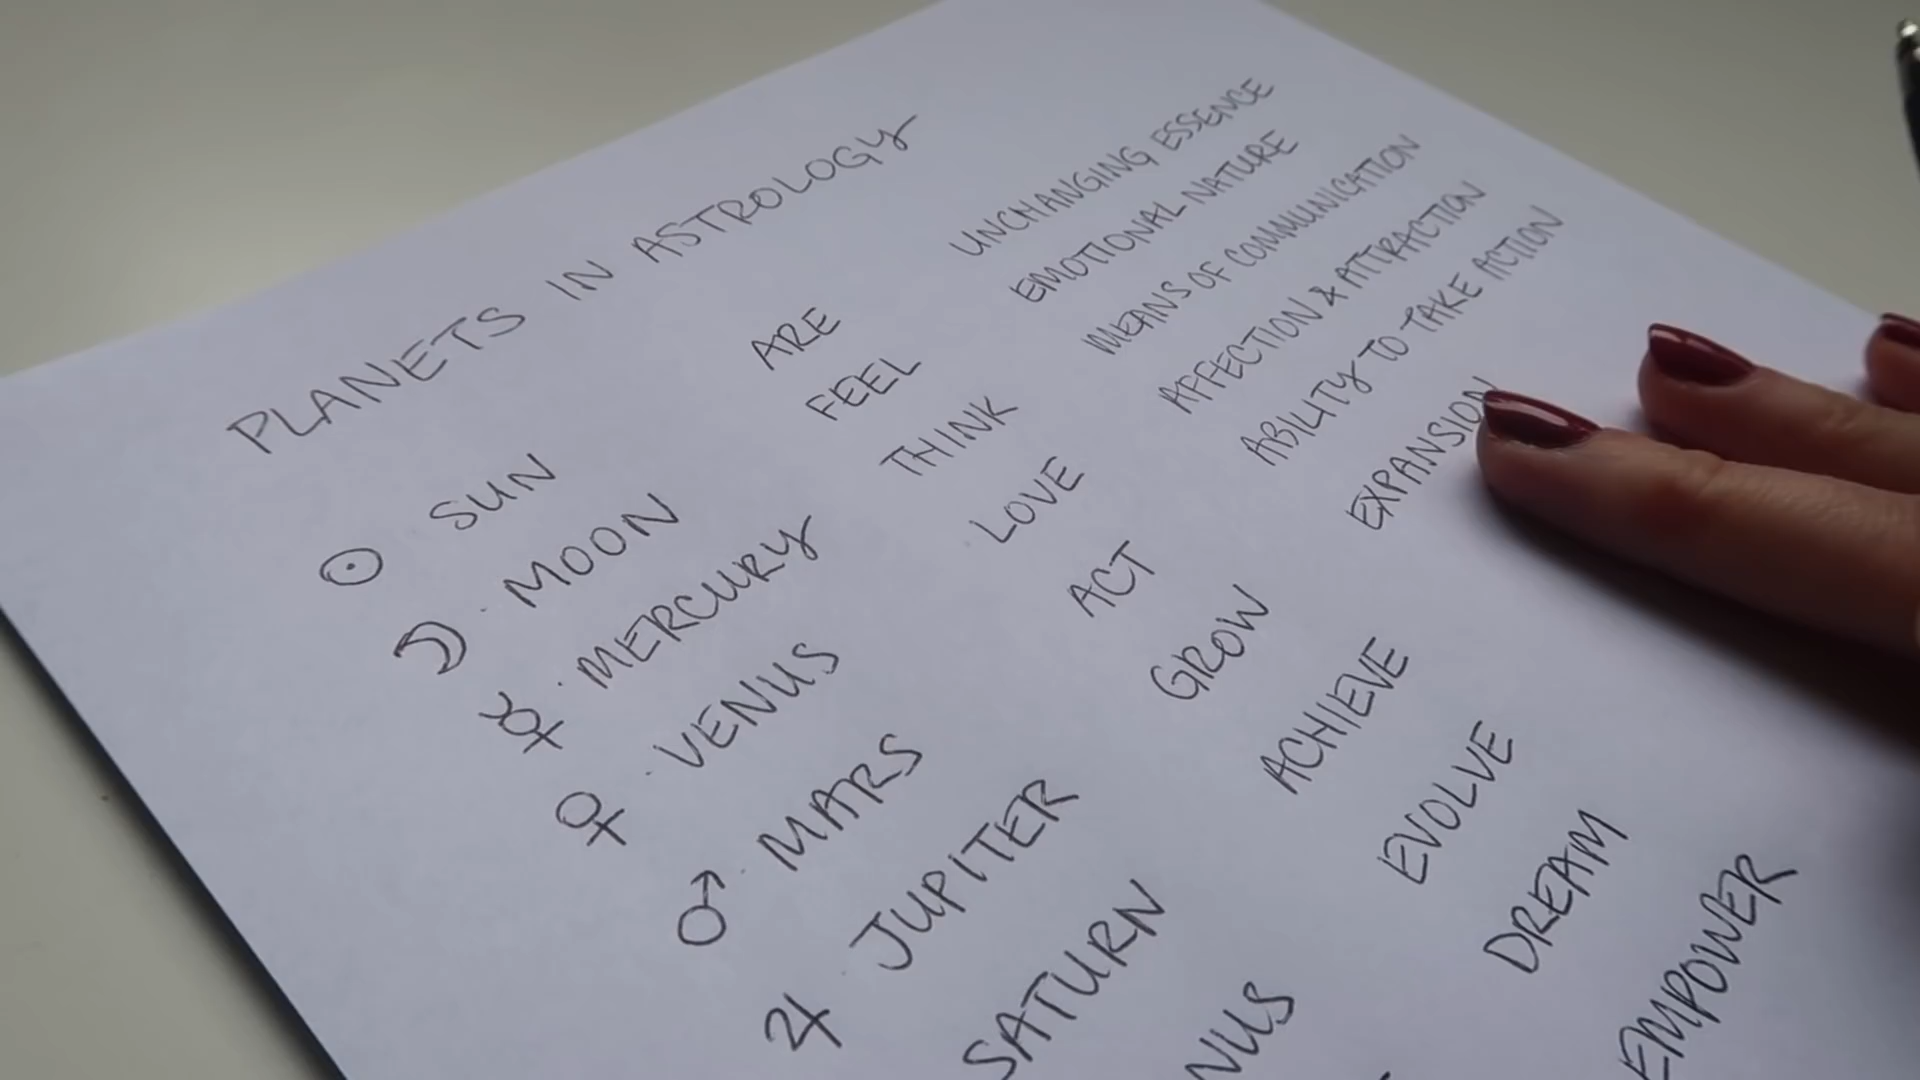 PLANETS IN ASTROLOGY
☉ SUN ARE UNCHANGING ESSENCE
☽ MOON FEEL EMOTIONAL NATURE
☿ MERCURY THINK MEANS OF COMMUNICATION
♀ VENUS LOVE AFFECTION & ATTRACTION
♂ MARS ACT ABILITY TO TAKE ACTION
♃ JUPITER GROW EXPANSION
SATURN ACHIEVE
NUS EVOLVE
DREAM
EMPOWER